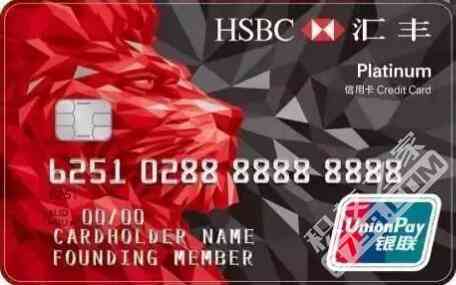 HSBC 汇丰
Platinum
信用卡 Credit Card
6251 0288 8888 8888
00/00
CARDHOLDER NAME
FOUNDING MEMBER
UnionPay
银联